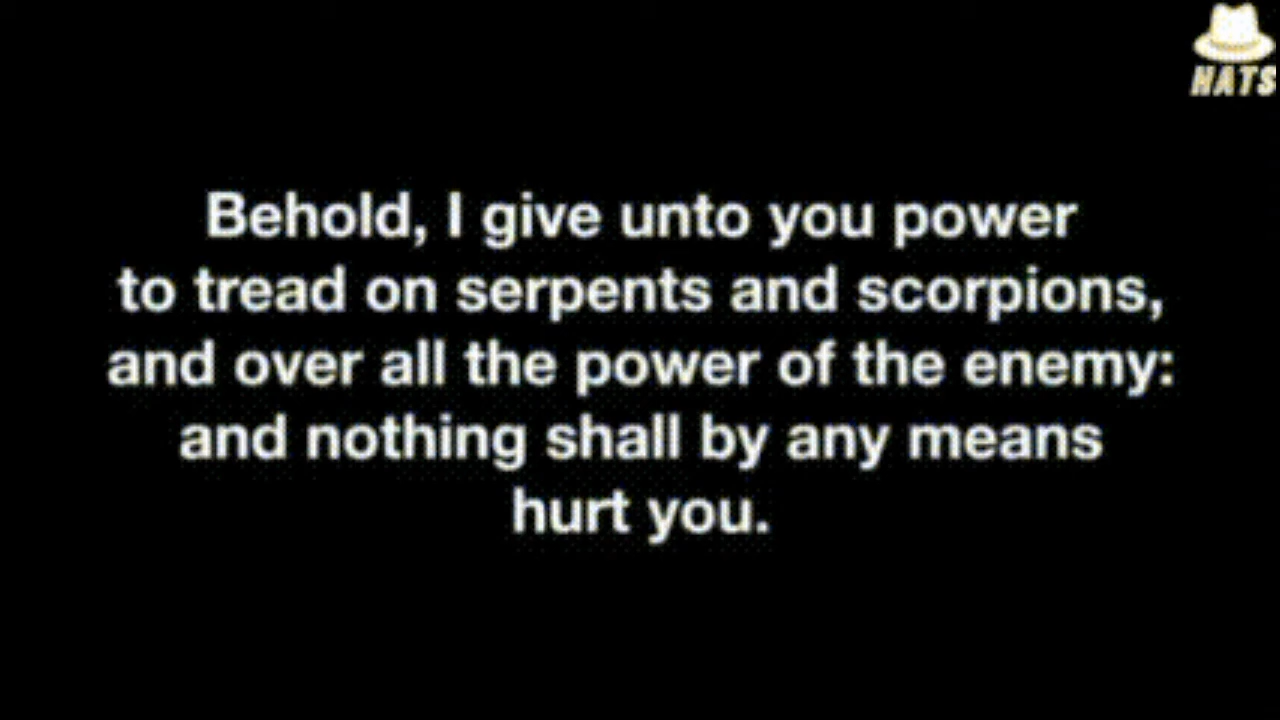 HATS
Behold, I give unto you power
to tread on serpents and scorpions,
and over all the power of the enemy:
and nothing shall by any means
hurt you.